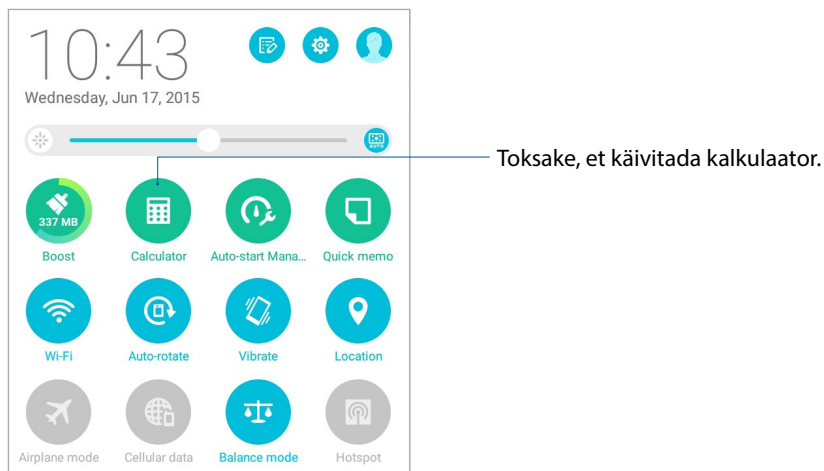 10:43
Wednesday, Jun 17, 2015
AUTO
Toksake, et käivitada kalkulaator.
337 MB
Boost Calculator Auto-start Mana... Quick memo
Wi-Fi Auto-rotate Vibrate Location
Airplane mode Cellular data Balance mode Hotspot